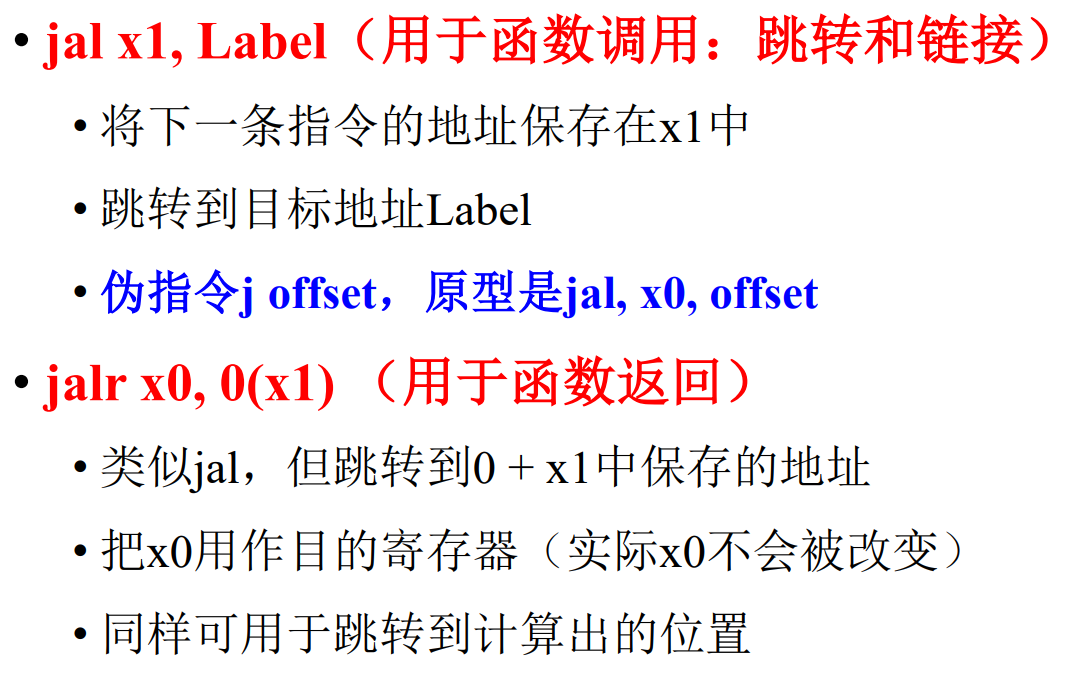 • jal x1, Label（用于函数调用：跳转和链接）
• 将下一条指令的地址保存在x1中
• 跳转到目标地址Label
• 伪指令j offset，原型是jal, x0, offset
• jalr x0, 0(x1) （用于函数返回）
• 类似jal，但跳转到0 + x1中保存的地址
• 把x0用作目的寄存器（实际x0不会被改变）
• 同样可用于跳转到计算出的位置